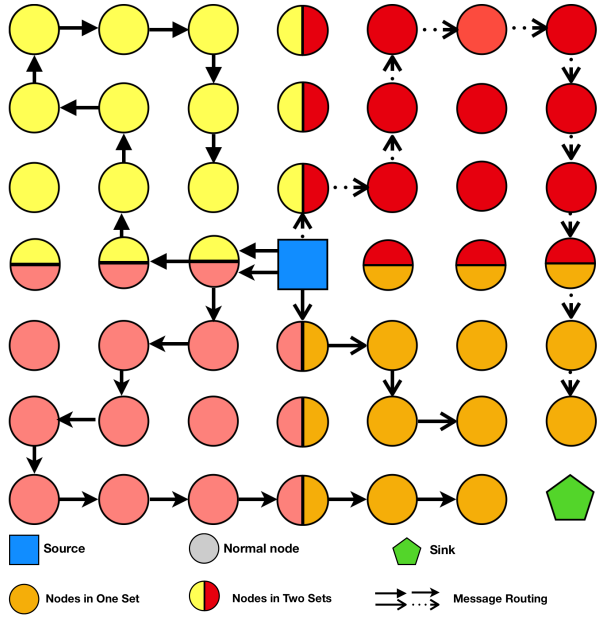 Source
Normal node
Sink
Nodes in One Set
Nodes in Two Sets
Message Routing